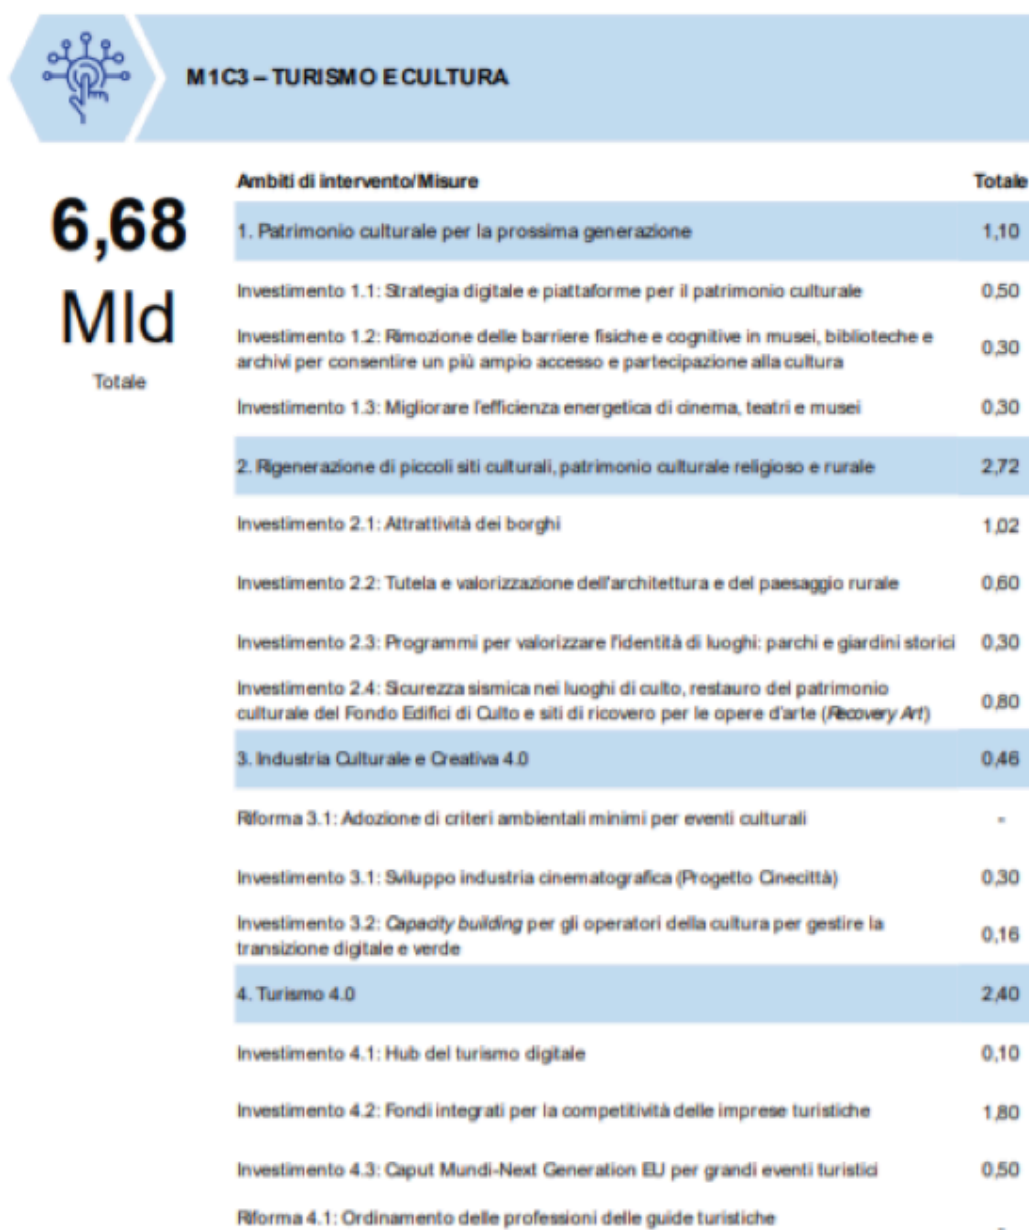 M1C3 – TURISMO E CULTURA
6,68
Mld
Totale
Ambiti di intervento/Misure Totale
1. Patrimonio culturale per la prossima generazione 1,10
Investimento 1.1: Strategia digitale e piattaforme per il patrimonio culturale 0,50
Investimento 1.2: Rimozione delle barriere fisiche e cognitive in musei, biblioteche e
archivi per consentire un più ampio accesso e partecipazione alla cultura 0,30
Investimento 1.3: Migliorare l'efficienza energetica di cinema, teatri e musei 0,30
2. Rigenerazione di piccoli siti culturali, patrimonio culturale religioso e rurale 2,72
Investimento 2.1: Attrattività dei borghi 1,02
Investimento 2.2: Tutela e valorizzazione dell'architettura e del paesaggio rurale 0,60
Investimento 2.3: Programmi per valorizzare l'identità di luoghi: parchi e giardini storici 0,30
Investimento 2.4: Sicurezza sismica nei luoghi di culto, restauro del patrimonio
culturale del Fondo Edifici di Culto e siti di ricovero per le opere d'arte (Recovery Art) 0,80
3. Industria Culturale e Creativa 4.0 0,46
Riforma 3.1: Adozione di criteri ambientali minimi per eventi culturali -
Investimento 3.1: Sviluppo industria cinematografica (Progetto Cinecittà) 0,30
Investimento 3.2: Capacity building per gli operatori della cultura per gestire la
transizione digitale e verde 0,16
4. Turismo 4.0 2,40
Investimento 4.1: Hub del turismo digitale 0,10
Investimento 4.2: Fondi integrati per la competitività delle imprese turistiche 1,80
Investimento 4.3: Caput Mundi-Next Generation EU per grandi eventi turistici 0,50
Riforma 4.1: Ordinamento delle professioni delle guide turistiche -